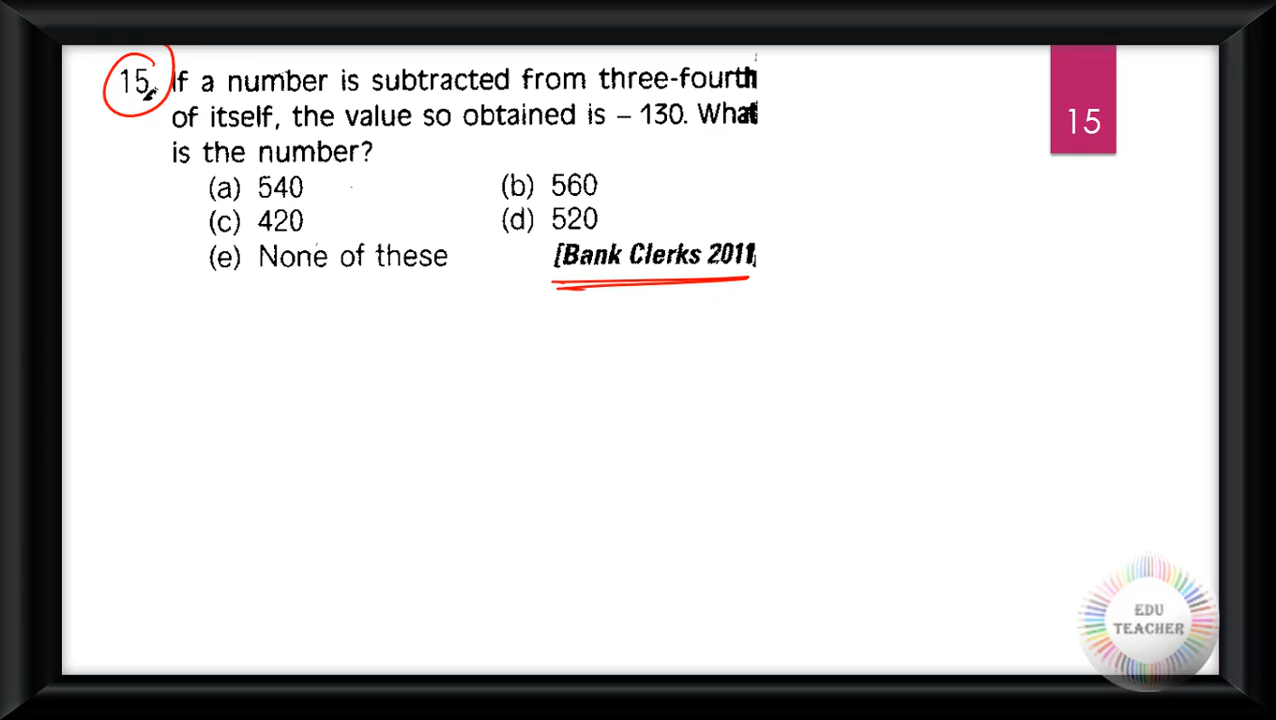 15. If a number is subtracted from three-fourth
of itself, the value so obtained is – 130. What
is the number?
(a) 540 (b) 560
(c) 420 (d) 520
(e) None of these [Bank Clerks 2011]
15
EDU
TEACHER